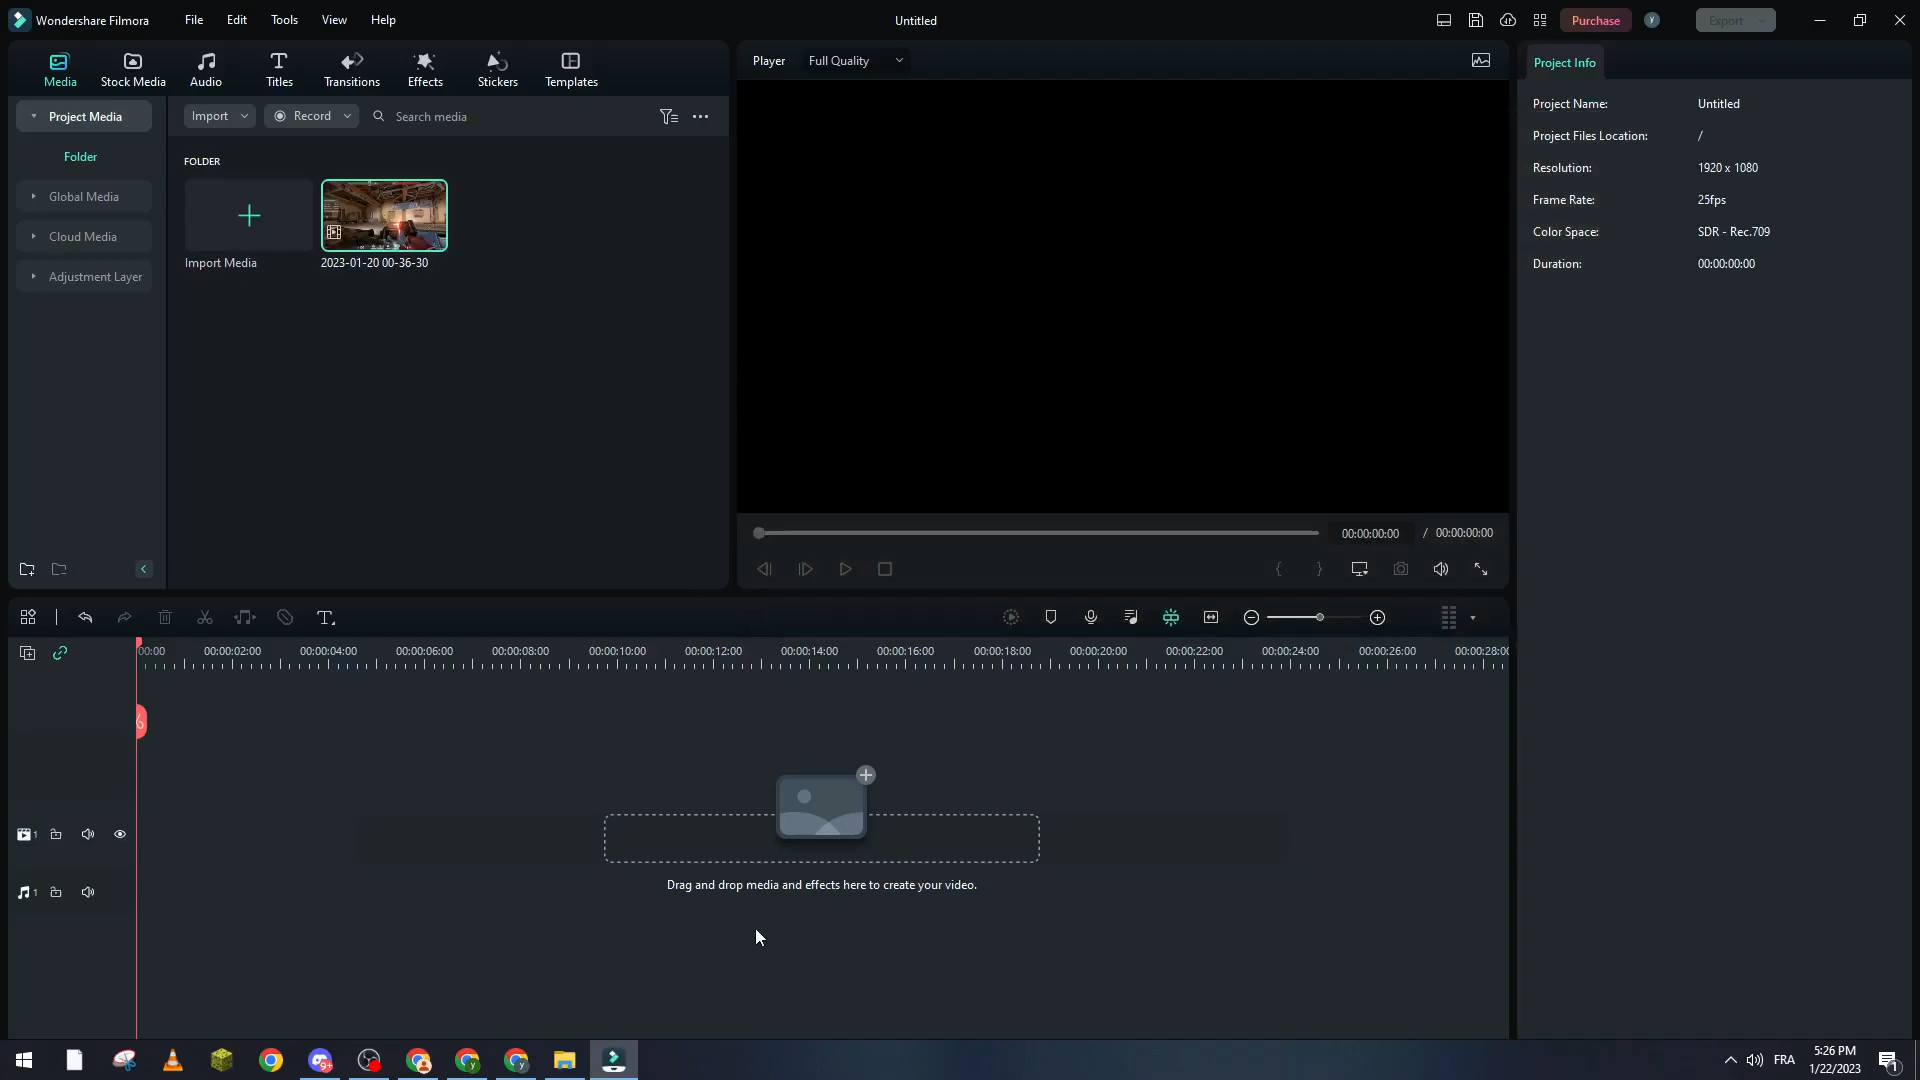 Wondershare Filmora
File
Edit
Tools
View
Help
Untitled
Purchase
y
Export
Media
Stock Media
Audio
Titles
Transitions
Effects
Stickers
Templates
Player
Full Quality
Project Info
Project Media
Import
Record
Search media
Folder
FOLDER
Global Media
Cloud Media
Adjustment Layer
Import Media
2023-01-20 00-36-30
Project Name:
Untitled
Project Files Location:
/
Resolution:
1920 x 1080
Frame Rate:
25fps
Color Space:
SDR - Rec.709
Duration:
00:00:00:00
00:00:00:00
/ 00:00:00:00
00:00
00:00:02:00
00:00:04:00
00:00:06:00
00:00:08:00
00:00:10:00
00:00:12:00
00:00:14:00
00:00:16:00
00:00:18:00
00:00:20:00
00:00:22:00
00:00:24:00
00:00:26:00
00:00:28:00
1
1
Drag and drop media and effects here to create your video.
9+
y
y
FRA
5:26 PM
1/22/2023
1